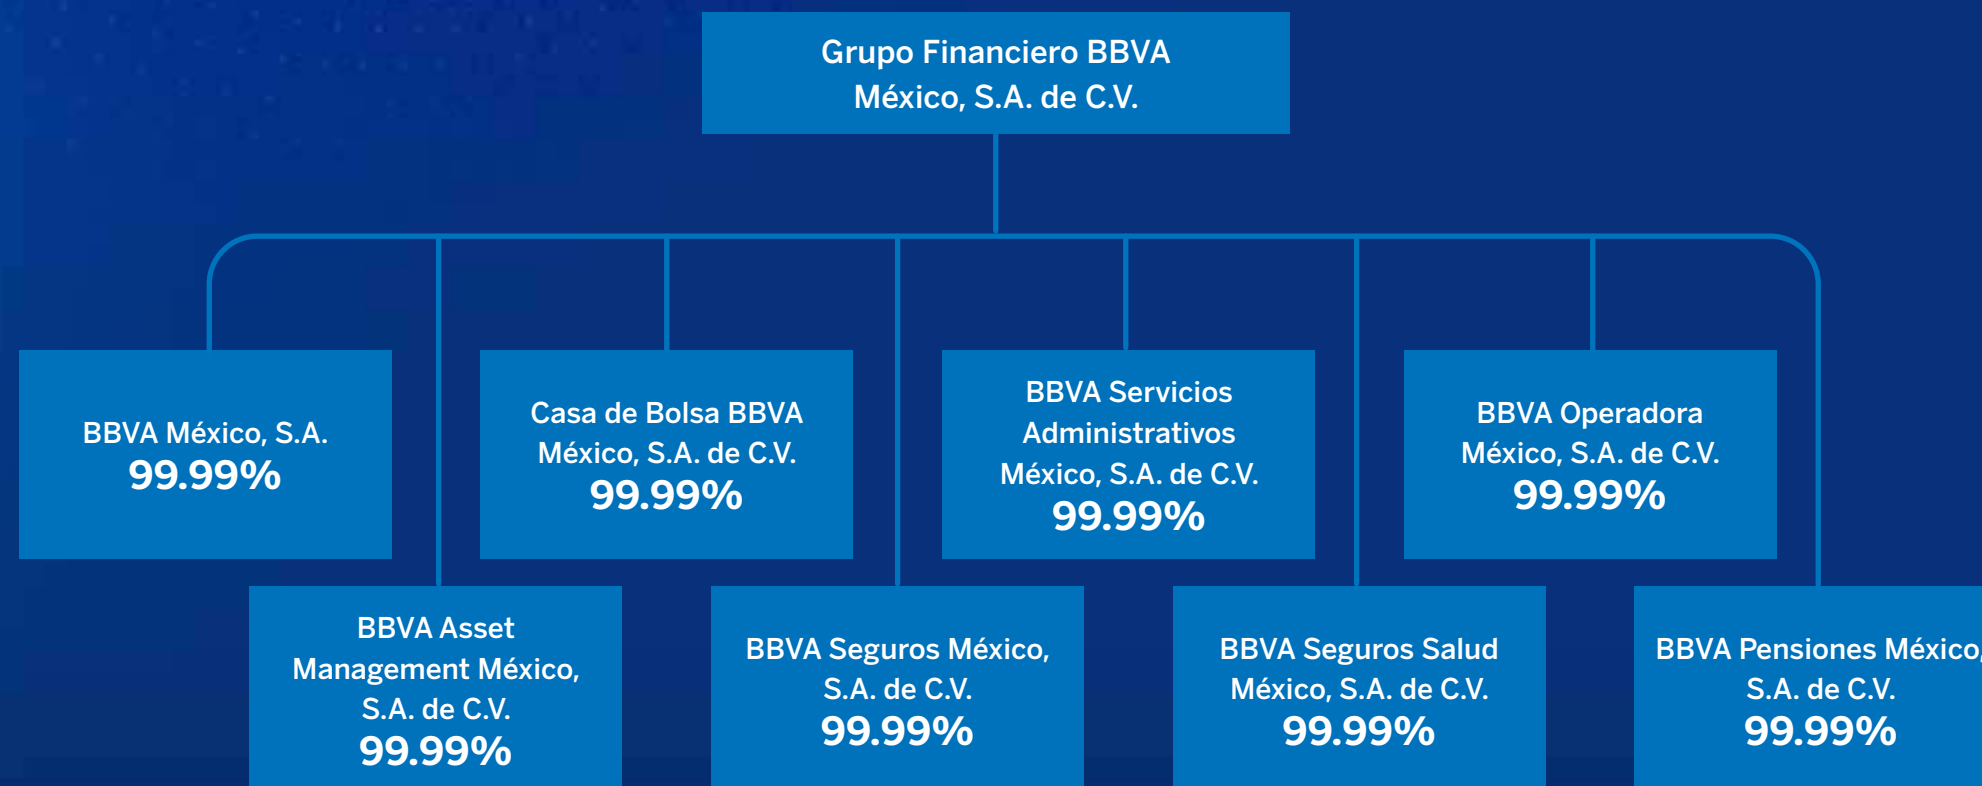 Grupo Financiero BBVA
México, S.A. de C.V.
BBVA México, S.A.
99.99%
Casa de Bolsa BBVA
México, S.A. de C.V.
99.99%
BBVA Servicios
Administrativos
México, S.A. de C.V.
99.99%
BBVA Operadora
México, S.A. de C.V.
99.99%
BBVA Asset
Management México,
S.A. de C.V.
99.99%
BBVA Seguros México,
S.A. de C.V.
99.99%
BBVA Seguros Salud
México, S.A. de C.V.
99.99%
BBVA Pensiones México,
S.A. de C.V.
99.99%